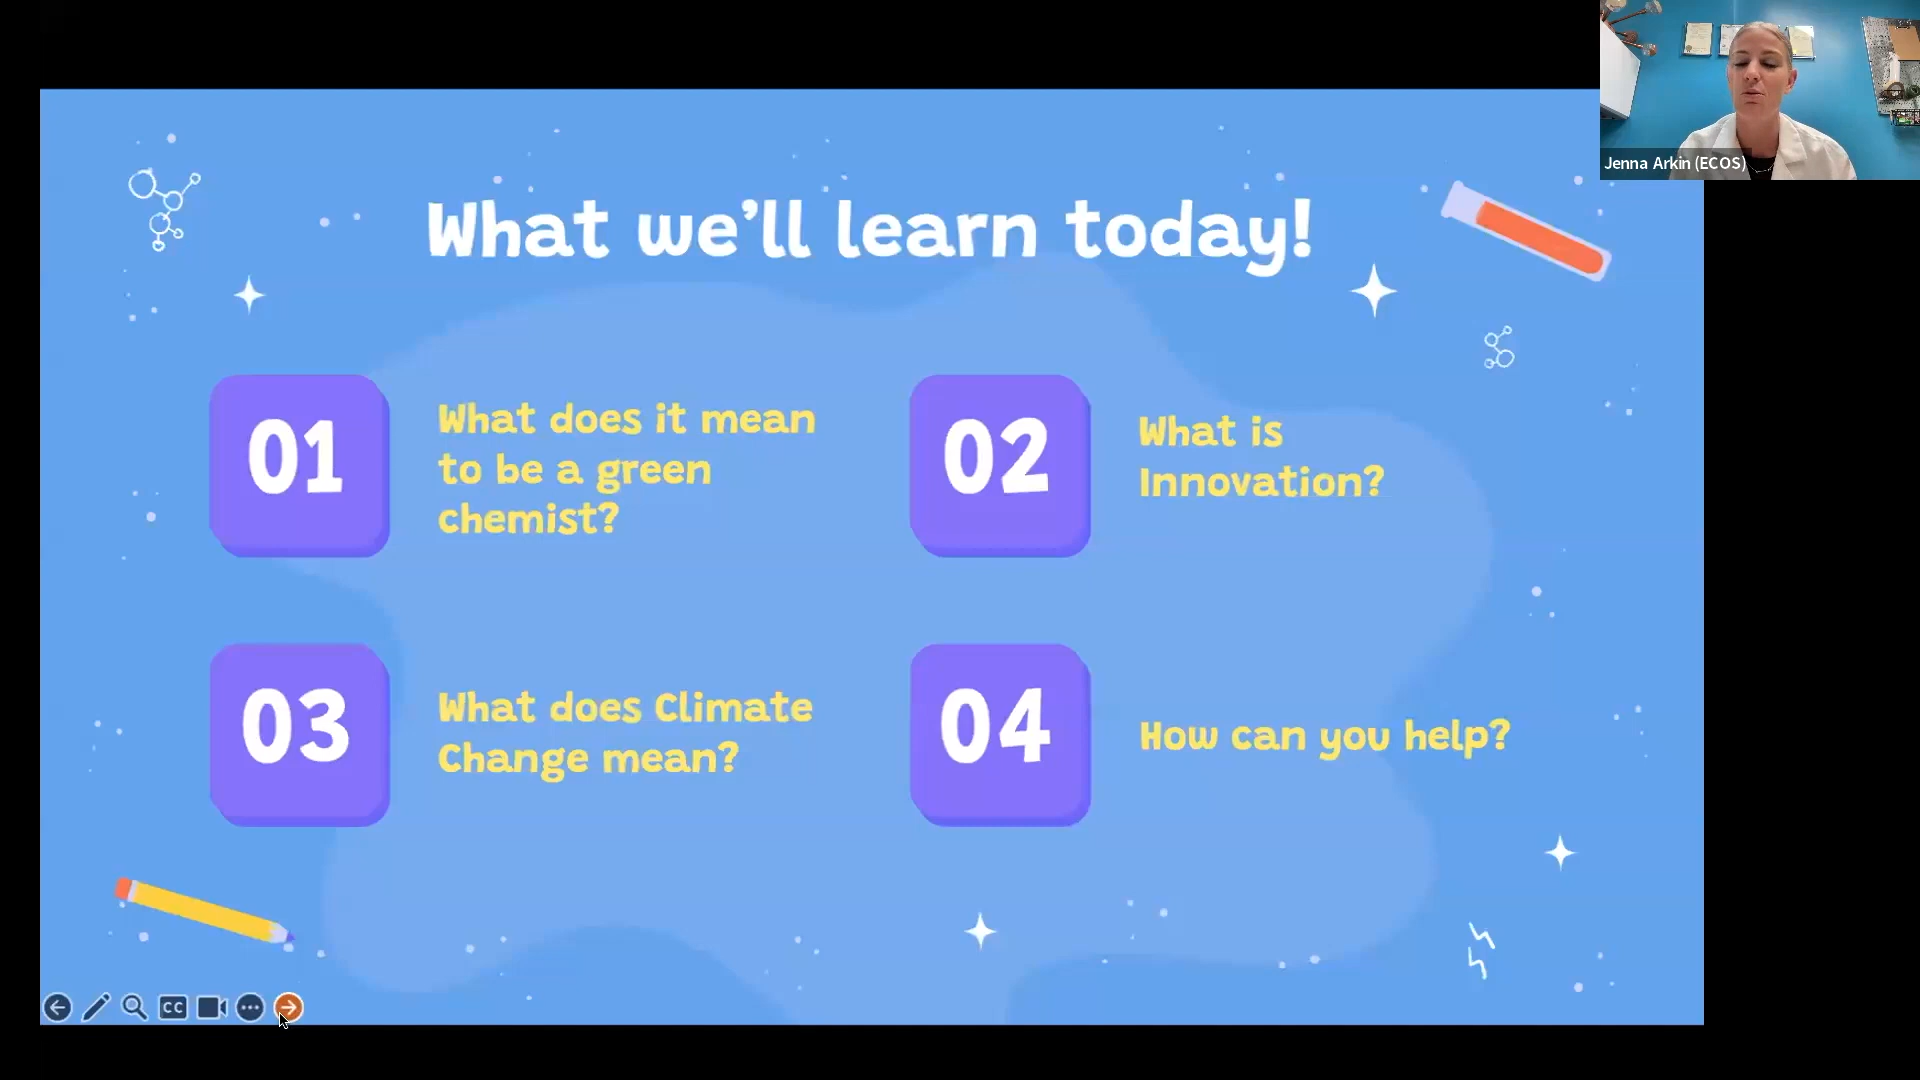 Jenna Arkin (ECOS)
What we'll learn today!
01
What does it mean
to be a green
chemist?
02
What is
Innovation?
03
What does Climate
Change mean?
04
How can you help?
CC